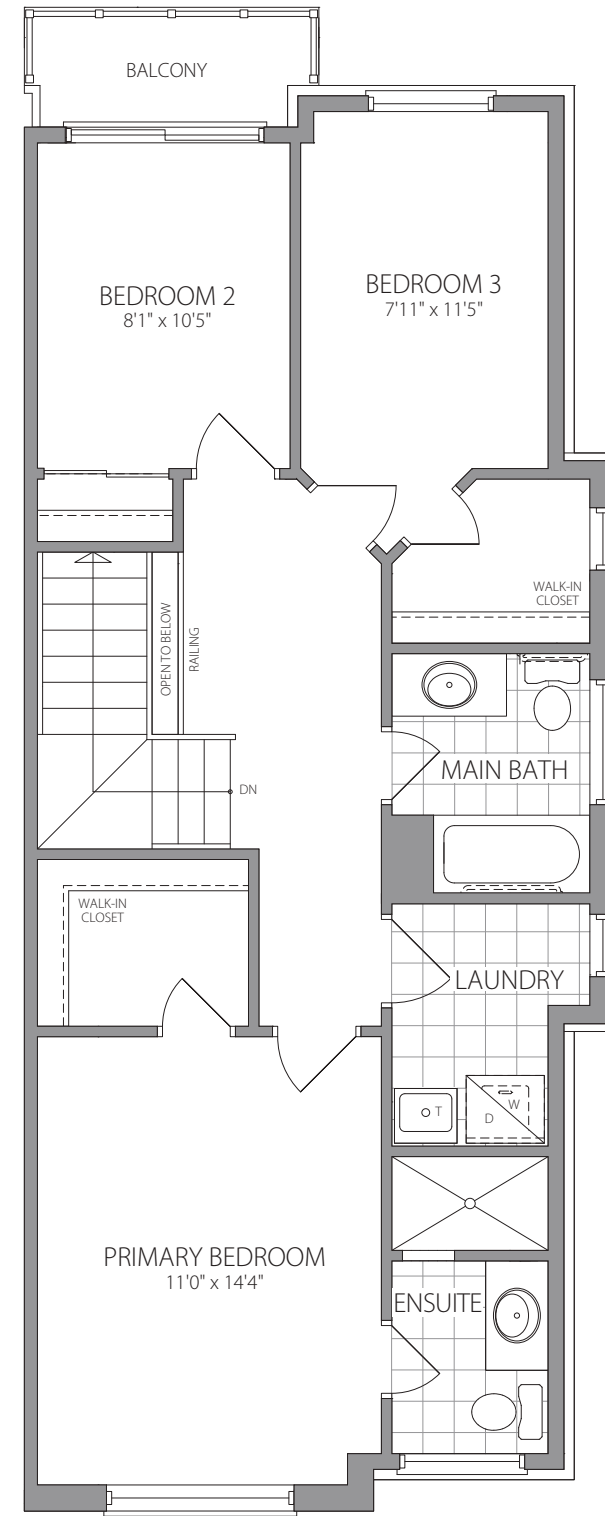 BALCONY
BEDROOM 2
8'1" x 10'5"
BEDROOM 3
7'11" x 11'5"
WALK-IN
CLOSET
OPEN TO BELOW
RAILING
MAIN BATH
DN
WALK-IN
CLOSET
LAUNDRY
T
W
D
PRIMARY BEDROOM
11'0" x 14'4"
ENSUITE